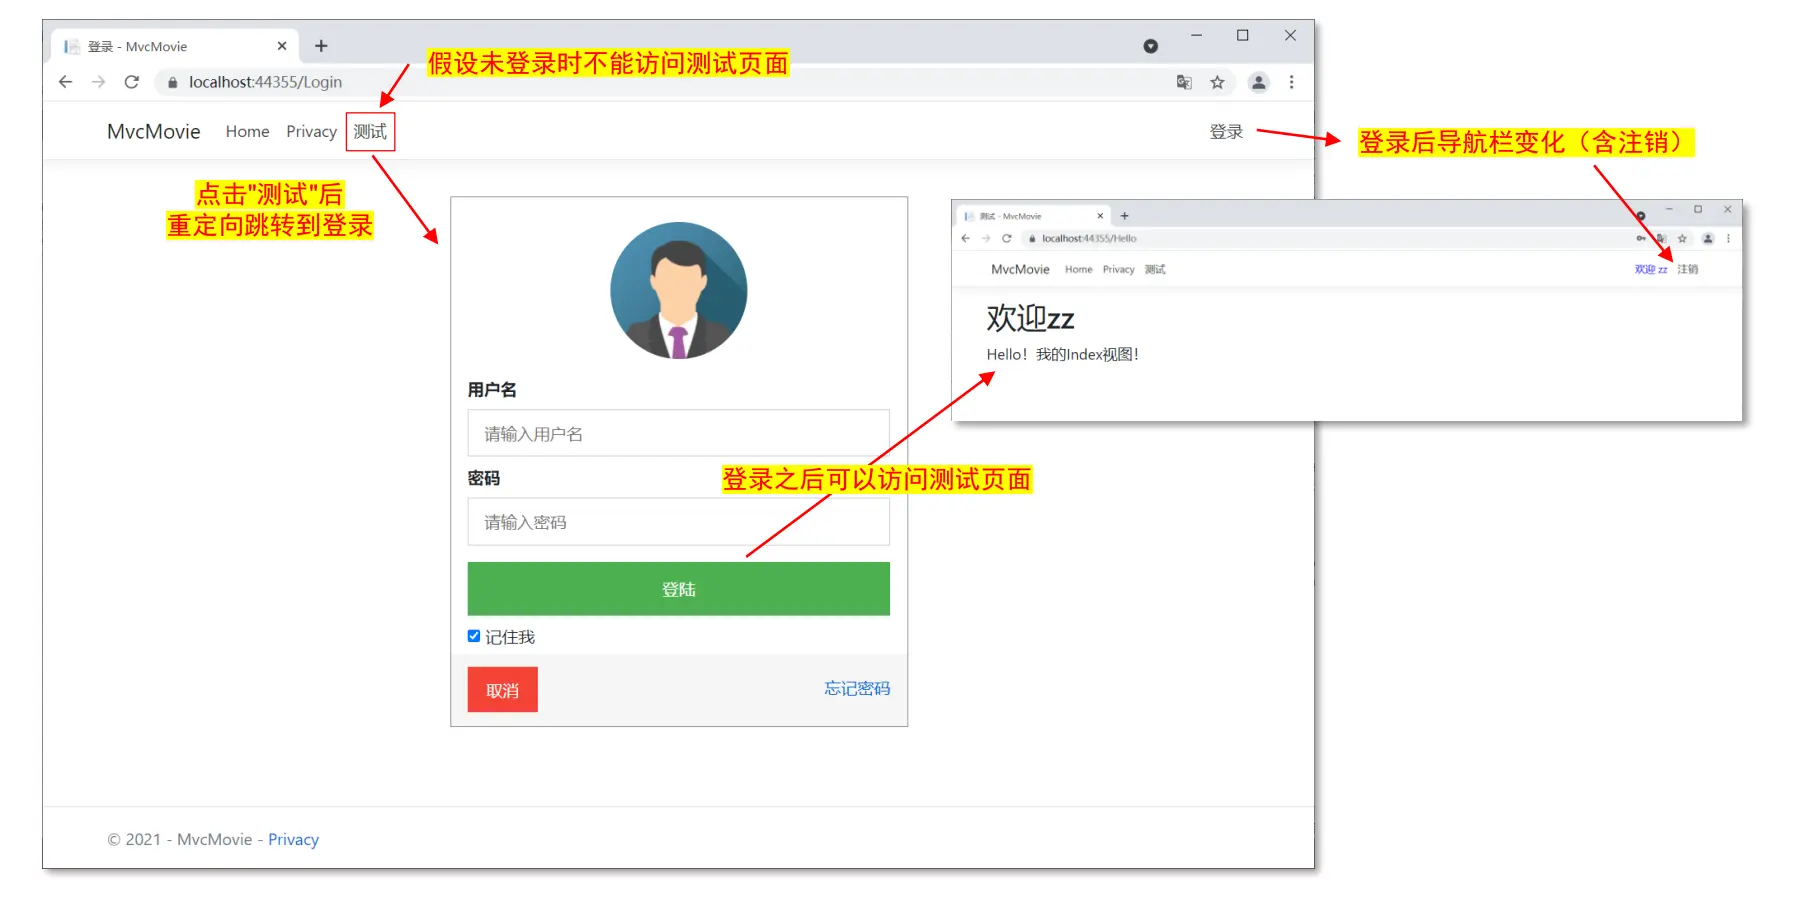 登录 - MvcMovie
localhost:44355/Login
假设未登录时不能访问测试页面
MvcMovie Home Privacy 测试 登录
登录后导航栏变化（含注销）
点击"测试"后
重定向跳转到登录
用户名
请输入用户名
密码
请输入密码
登录之后可以访问测试页面
登陆
记住我
取消 忘记密码
© 2021 - MvcMovie - Privacy
测试 - MvcMovie
localhost:44355/Hello
MvcMovie Home Privacy 测试 欢迎 zz 注销
欢迎zz
Hello！我的Index视图！